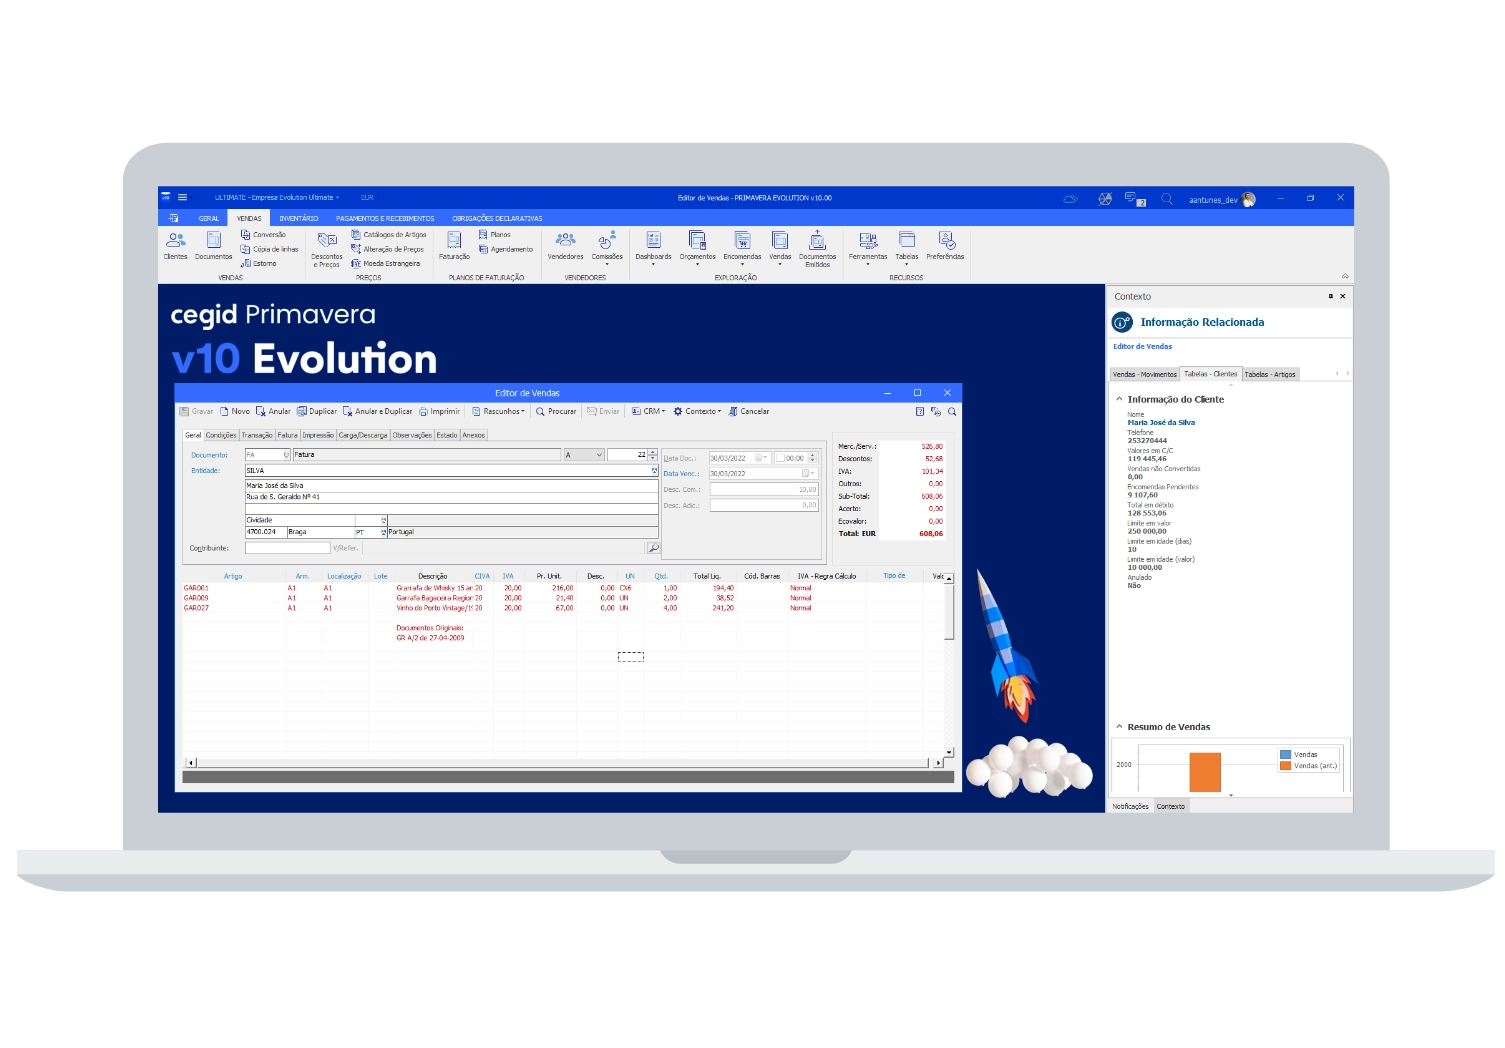 v10
ULTIMATE - Empresa Evolution Ultimate
EUR
Editor de Vendas - PRIMAVERA EVOLUTION v10.00
2
aantunes_dev
GERAL VENDAS INVENTÁRIO PAGAMENTOS E RECEBIMENTOS OBRIGAÇÕES DECLARATIVAS
Clientes
Documentos
Conversão
Cópia de linhas
Estorno
VENDAS
Descontos
e Preços
Catálogos de Artigos
Alteração de Preços
Moeda Estrangeira
PREÇOS
Faturação
Planos
Agendamento
PLANOS DE FATURAÇÃO
Vendedores
Comissões
VENDEDORES
Dashboards
Orçamentos
Encomendas
Vendas
Documentos
Emitidos
EXPLORAÇÃO
Ferramentas
Tabelas
Preferências
RECURSOS
cegid Primavera
v10 Evolution
Editor de Vendas
Gravar Novo Anular Duplicar Anular e Duplicar Imprimir Rascunhos Procurar Enviar CRM Contexto Cancelar
Geral Condições Transação Fatura Impressão Carga/Descarga Observações Estado Anexos
Documento: FA Fatura A 22
Entidade: SILVA
Maria José da Silva
Rua de S. Geraldo Nº 41
Cividade
4700.024 Braga PT Portugal
Contribuinte: V/Refer.
Data Doc.: 30/03/2022 00:00
Data Venc.: 30/03/2022
Desc. Com.: 10,00
Desc. Adic.: 0,00
Merc./Serv.: 526,80
Descontos: 52,68
IVA: 101,34
Outros: 0,00
Sub-Total: 608,06
Acerto: 0,00
Ecovalor: 0,00
Total: EUR 608,06
Artigo Arm. Localização Lote Descrição CIVA IVA Pr. Unit. Desc. UN Qtd. Total Liq. Cód. Barras IVA - Regra Cálculo Tipo de Valc
GAR001 A1 A1 Grarrafa de Whisky 15 an 20 20,00 216,00 0,00 CX6 1,00 194,40 Normal
GAR009 A1 A1 Garrafa Bagaceira Region 20 20,00 21,40 0,00 UN 2,00 38,52 Normal
GAR027 A1 A1 Vinho do Porto Vintage/1 20 20,00 67,00 0,00 UN 4,00 241,20 Normal
Documentos Originais:
GR A/2 de 27-04-2009
Contexto
Informação Relacionada
Editor de Vendas
Vendas - Movimentos Tabelas - Clientes Tabelas - Artigos
Informação do Cliente
Nome
Maria José da Silva
Telefone
253270444
Valores em C/C
119 445,46
Vendas não Convertidas
0,00
Encomendas Pendentes
9 107,60
Total em débito
128 553,06
Limite em valor
250 000,00
Limite em idade (dias)
10
Limite em idade (valor)
10 000,00
Anulado
Não
Resumo de Vendas
2000
Vendas
Vendas (ant.)
Notificações Contexto